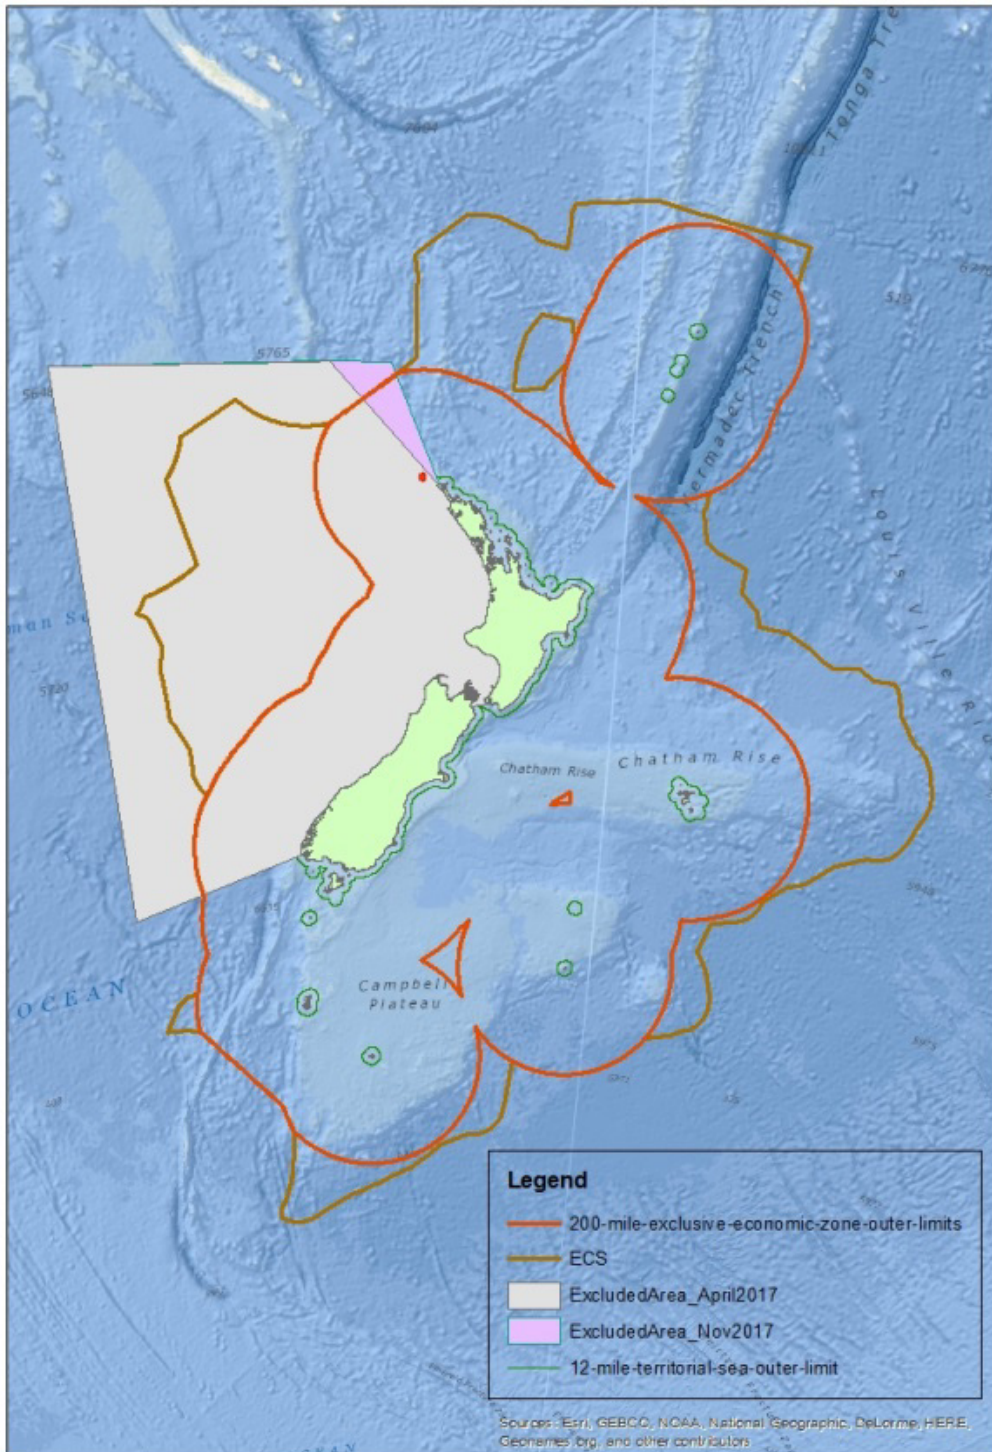 Tonga Tre
5765
Kermadec Trench
Louis ville Rid
Chatham Rise
Chatham Rise
Campbell
Plateau
OCEAN
Legend
200-mile-exclusive-economic-zone-outer-limits
ECS
ExcludedArea_April2017
ExcludedArea_Nov2017
12-mile-territorial-sea-outer-limit
Sources: Esri, GEBCO, NOAA, National Geographic, DeLorme, HERE,
Geonames.org, and other contributors